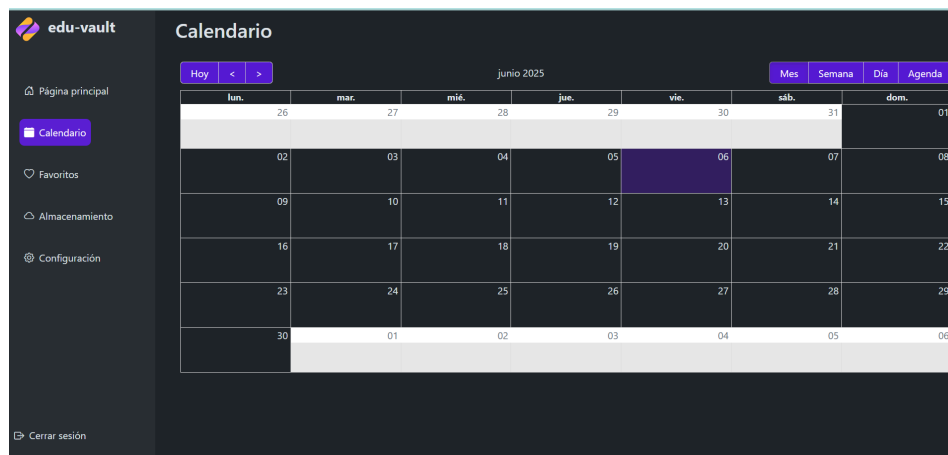 edu-vault
Calendario
Hoy < > junio 2025 Mes Semana Día Agenda
Página principal
lun. mar. mié. jue. vie. sáb. dom.
26 27 28 29 30 31 01
Calendario
02 03 04 05 06 07 08
Favoritos
09 10 11 12 13 14 15
Almacenamiento
16 17 18 19 20 21 22
Configuración
23 24 25 26 27 28 29
30 01 02 03 04 05 06
Cerrar sesión